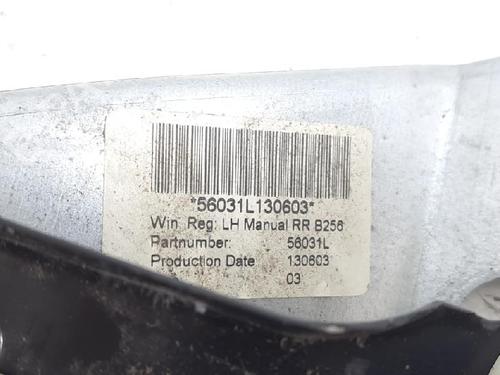 *56031L130603*
Win. Reg: LH Manual RR B256
Partnumber: 56031L
Production Date 130603
03